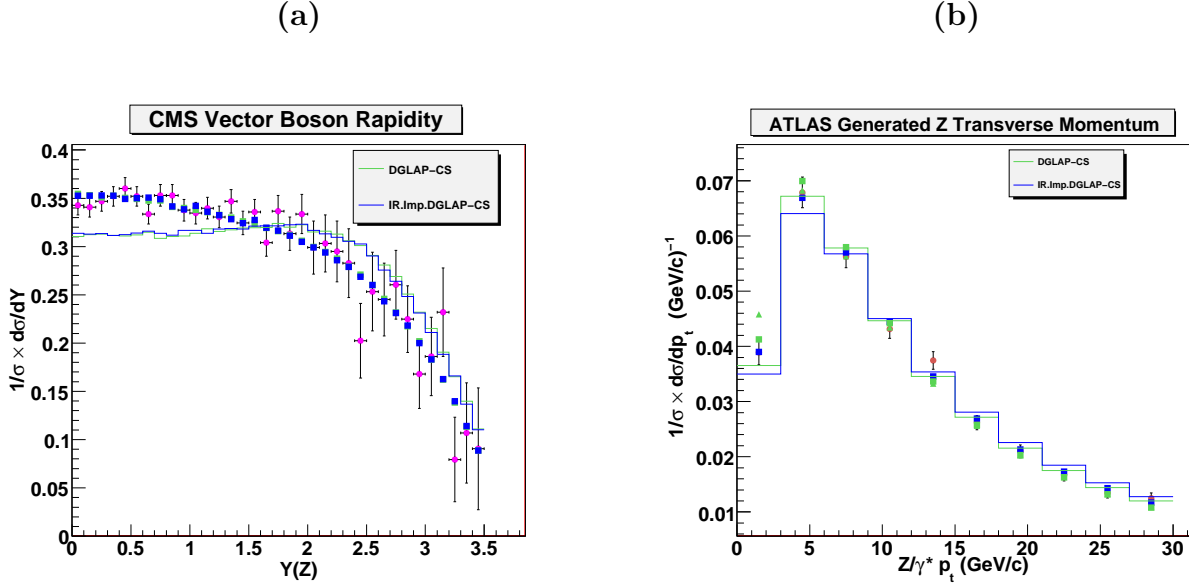 (a)
CMS Vector Boson Rapidity
DGLAP−CS
IR.Imp.DGLAP−CS
1/σ × dσ/dY
0.4
0.35
0.3
0.25
0.2
0.15
0.1
0.05
0
0 0.5 1 1.5 2 2.5 3 3.5
Y(Z)
(b)
ATLAS Generated Z Transverse Momentum
DGLAP−CS
IR.Imp.DGLAP−CS
1/σ × dσ/dpt (GeV/c)−1
0.07
0.06
0.05
0.04
0.03
0.02
0.01
0 5 10 15 20 25 30
Z/γ* pt (GeV/c)